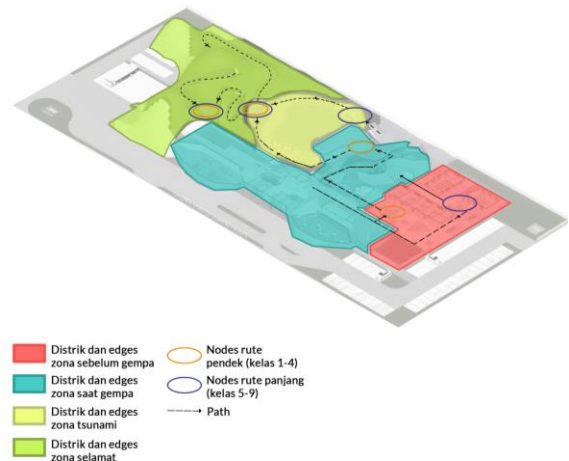 Distrik dan edges
zona sebelum gempa
Distrik dan edges
zona saat gempa
Distrik dan edges
zona tsunami
Distrik dan edges
zona selamat
Nodes rute
pendek (kelas 1-4)
Nodes rute panjang
(kelas 5-9)
Path